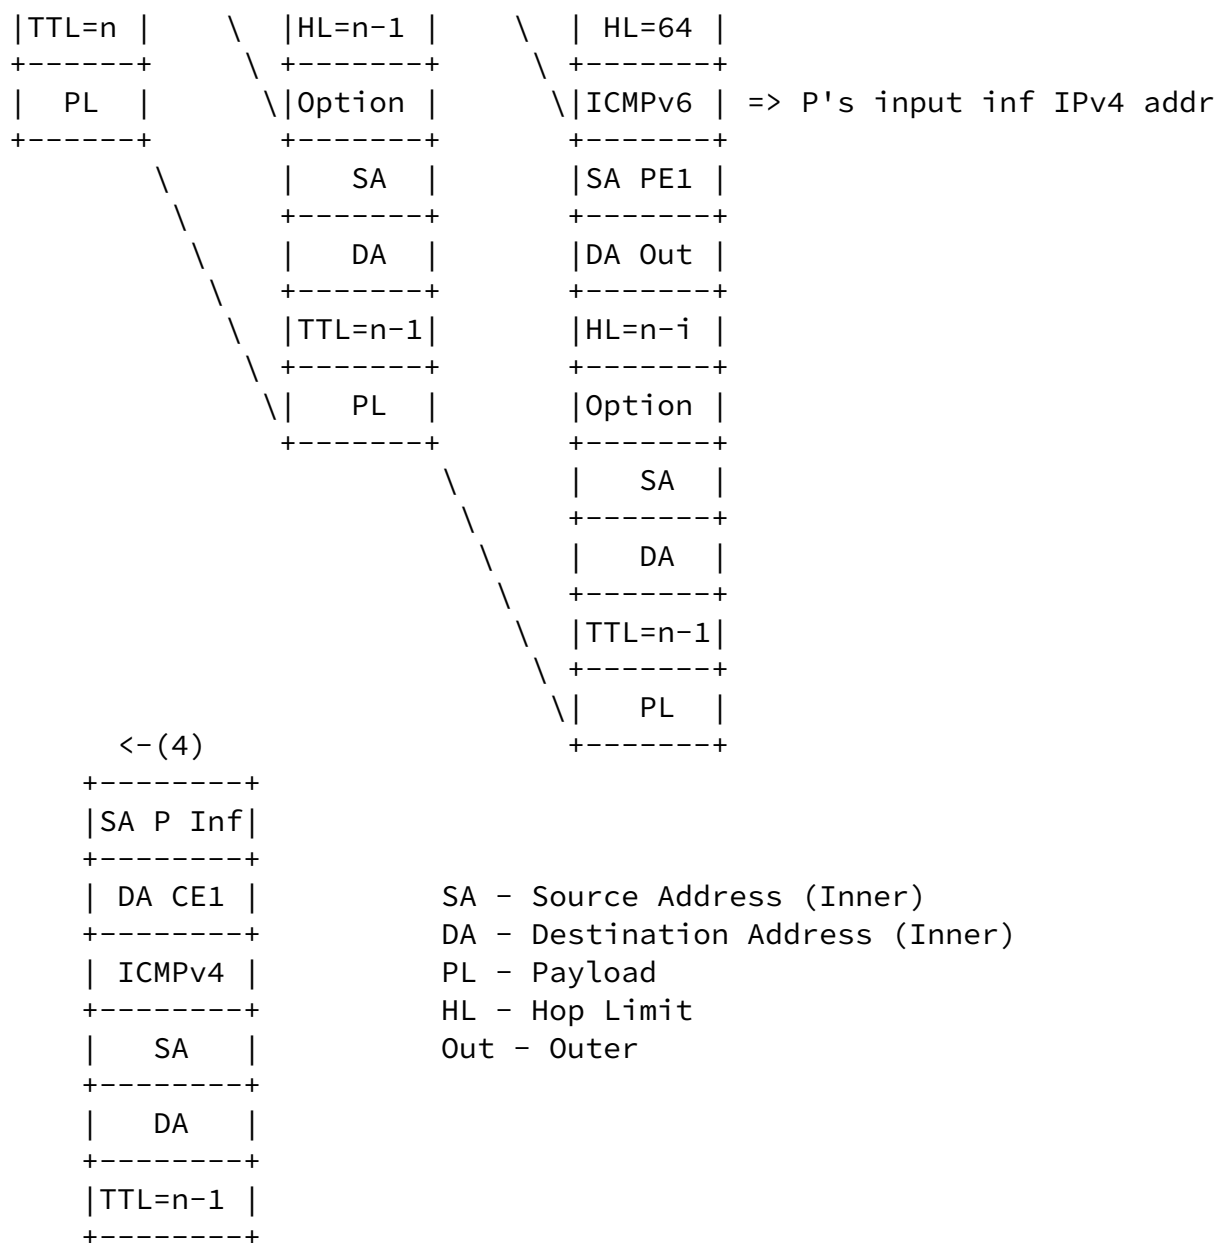 |TTL=n |    \  |HL=n-1 |    \  | HL=64 |
+------+     \ +-------+     \ +-------+
|  PL  |      \|Option |      \|ICMPv6 | => P's input inf IPv4 addr
+------+       +-------+       +-------+
        \      |   SA  |       |SA PE1 |
         \     +-------+       +-------+
          \    |   DA  |       |DA Out |
           \   +-------+       +-------+
            \  |TTL=n-1|       |HL=n-i |
             \ +-------+       +-------+
              \|   PL  |       |Option |
               +-------+       +-------+
                        \      |   SA  |
                         \     +-------+
                          \    |   DA  |
                           \   +-------+
                            \  |TTL=n-1|
                             \ +-------+
                              \|   PL  |
      <-(4)                    +-------+
    +--------+
    |SA P Inf|
    +--------+
    | DA CE1 |          SA - Source Address (Inner)
    +--------+          DA - Destination Address (Inner)
    | ICMPv4 |          PL - Payload
    +--------+          HL - Hop Limit
    |   SA   |          Out - Outer
    +--------+
    |   DA   |
    +--------+
    |TTL=n-1 |
    +--------+